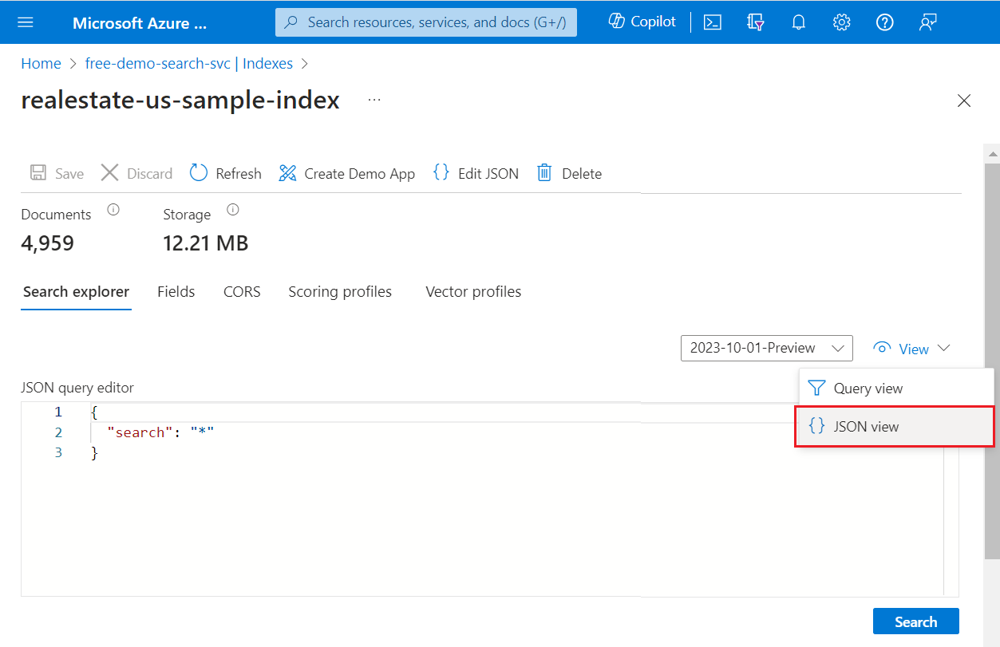 Microsoft Azure ...
Search resources, services, and docs (G+/)
Copilot
Home > free-demo-search-svc | Indexes >
realestate-us-sample-index ...
Save Discard Refresh Create Demo App {} Edit JSON Delete
Documents Storage
4,959 12.21 MB
Search explorer Fields CORS Scoring profiles Vector profiles
2023-10-01-Preview View
Query view
{} JSON view
JSON query editor
1 {
2 "search": "*"
3 }
Search